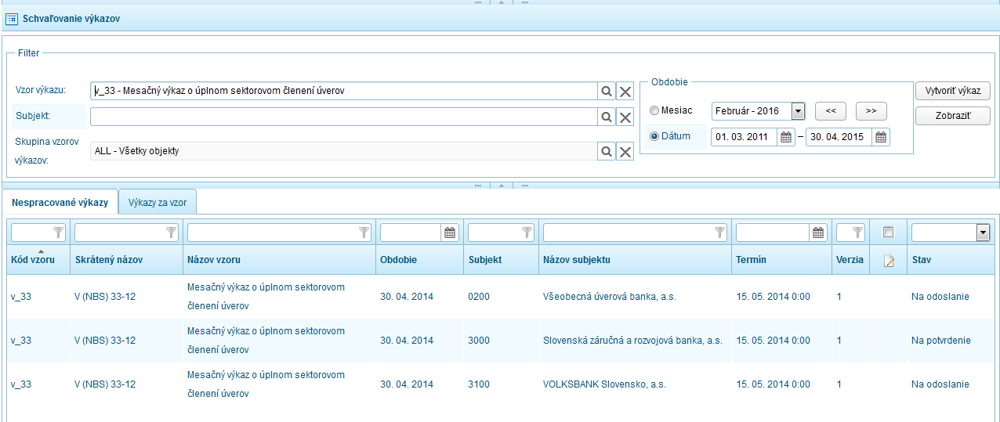 Schvaľovanie výkazov
Filter
Vzor výkazu: v_33 - Mesačný výkaz o úplnom sektorovom členení úverov
Subjekt:
Skupina vzorov
výkazov:
ALL - Všetky objekty
Obdobie
Mesiac Február - 2016 << >>
Dátum 01. 03. 2011 – 30. 04. 2015
Vytvoriť výkaz
Zobraziť
Nespracované výkazy Výkazy za vzor
Kód vzoru Skrátený názov Názov vzoru Obdobie Subjekt Názov subjektu Termín Verzia Stav
v_33 V (NBS) 33-12 Mesačný výkaz o úplnom sektorovom
členení úverov
30. 04. 2014 0200 Všeobecná úverová banka, a.s. 15. 05. 2014 0:00 1 Na odoslanie
v_33 V (NBS) 33-12 Mesačný výkaz o úplnom sektorovom
členení úverov
30. 04. 2014 3000 Slovenská záručná a rozvojová banka, a.s. 15. 05. 2014 0:00 1 Na potvrdenie
v_33 V (NBS) 33-12 Mesačný výkaz o úplnom sektorovom
členení úverov
30. 04. 2014 3100 VOLKSBANK Slovensko, a.s. 15. 05. 2014 0:00 1 Na odoslanie